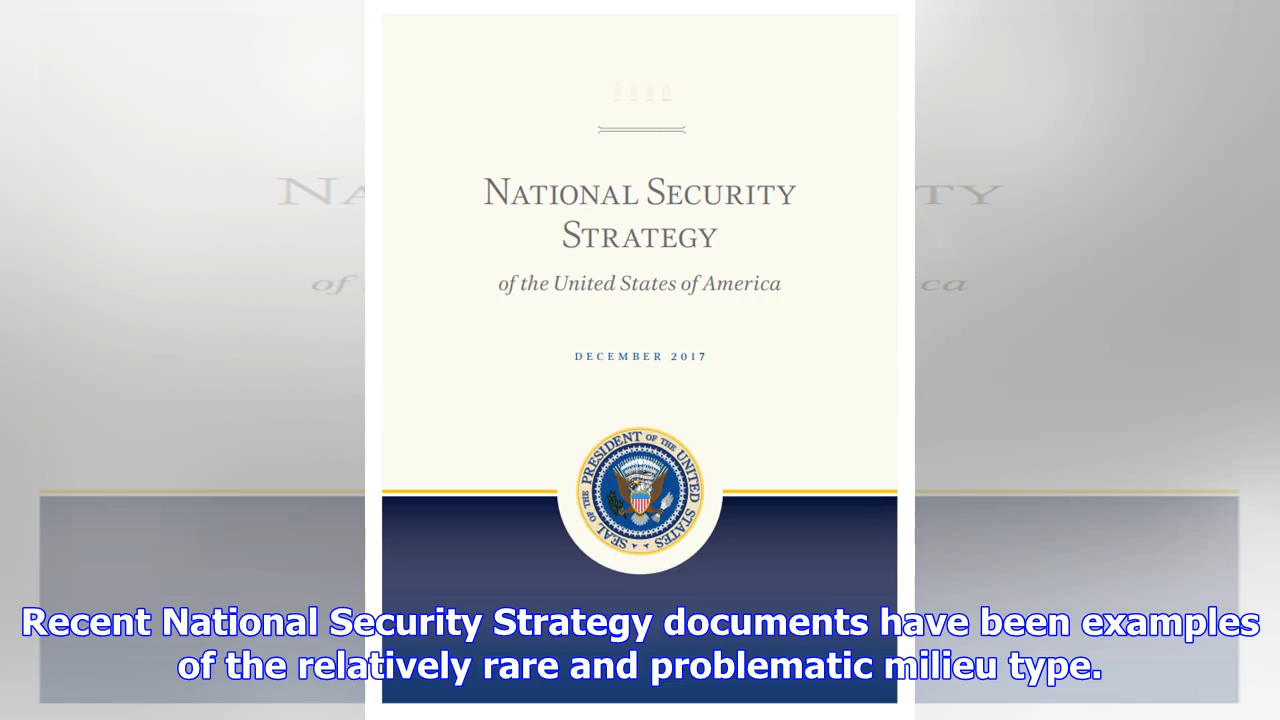 NATIONAL SECURITY
STRATEGY
of the United States of America
DECEMBER 2017
SEAL OF THE PRESIDENT OF THE UNITED STATES
Recent National Security Strategy documents have been examples
of the relatively rare and problematic milieu type.